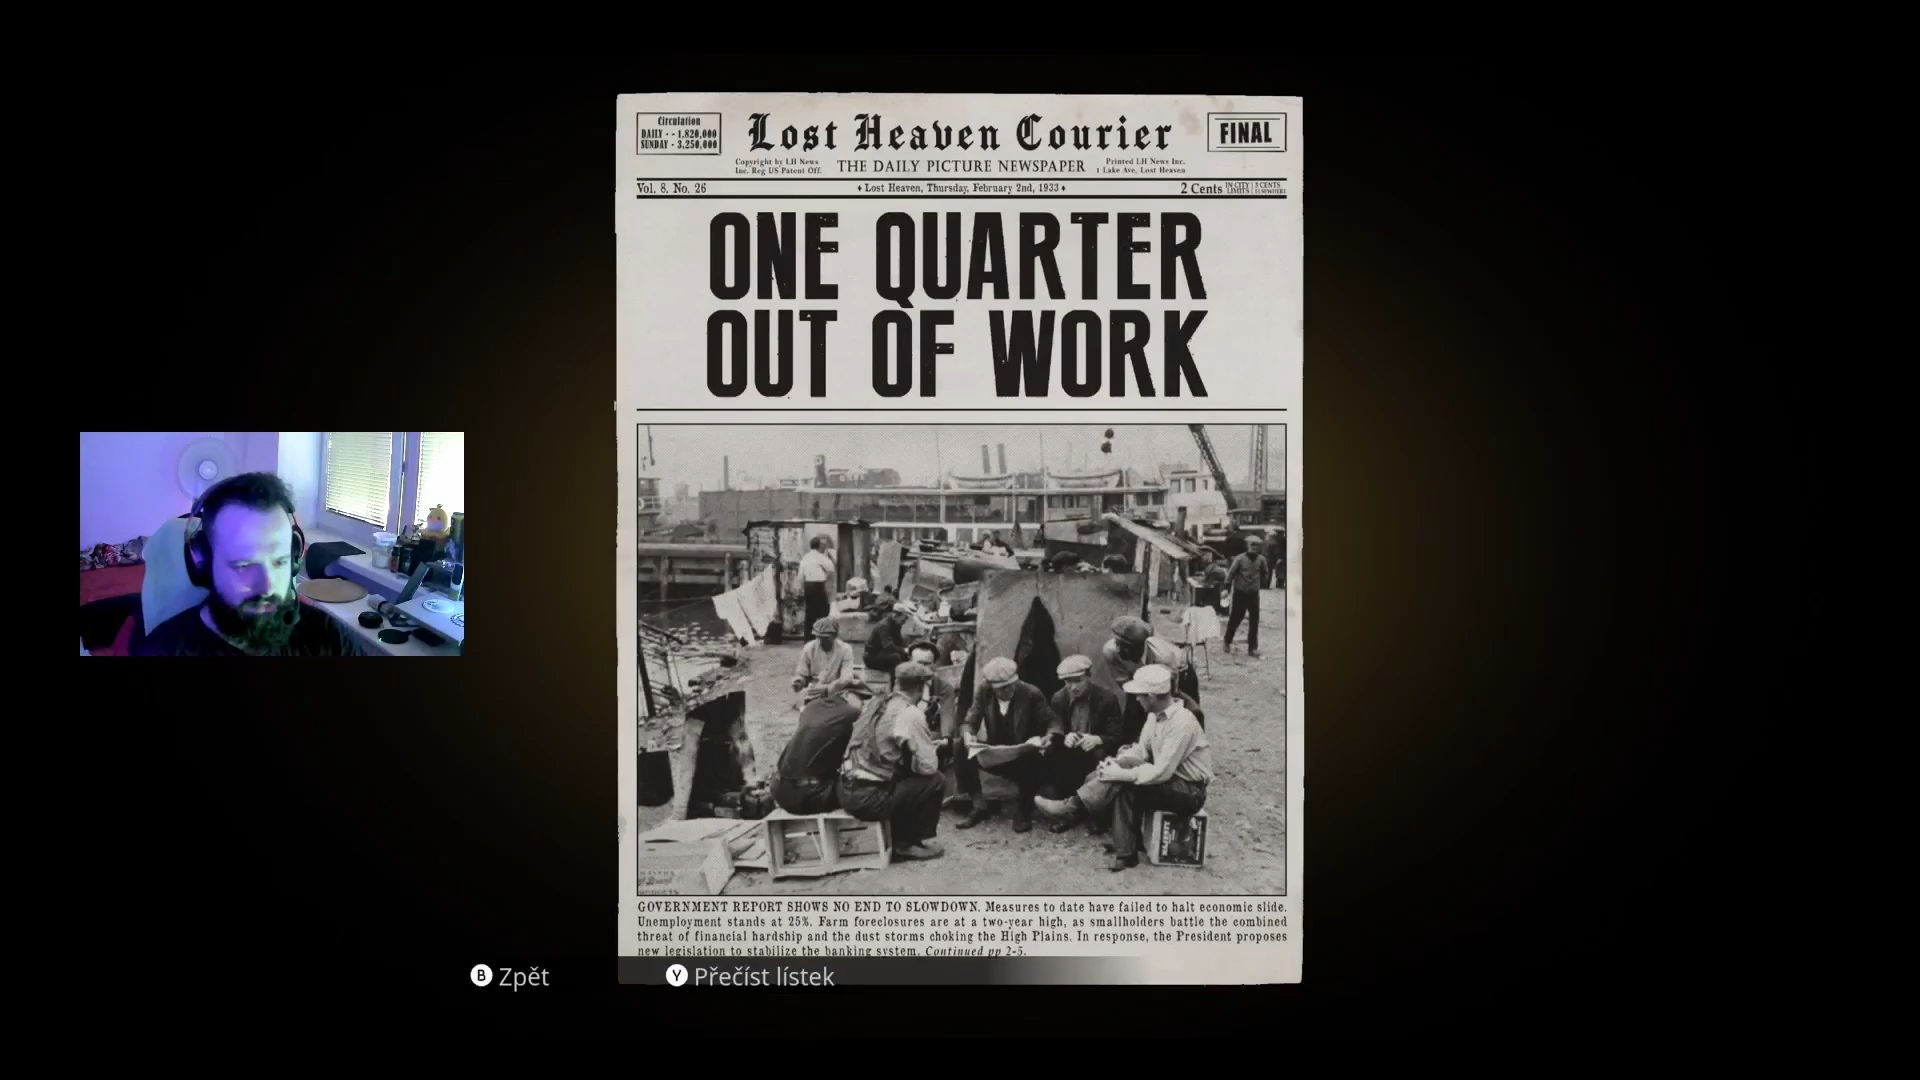 Circulation
DAILY - - 1,820,000
SUNDAY - 3,250,000
Lost Heaven Courier
FINAL
Copyright by LH News
Inc. Reg US Patent Off.
THE DAILY PICTURE NEWSPAPER
Printed LH News Inc.
1 Lake Ave, Lost Heaven
Vol. 8. No. 26
♦ Lost Heaven, Thursday, February 2nd, 1933 ♦
2 Cents
IN CITY
LIMITS
3 CENTS
ELSEWHERE
ONE QUARTER
OUT OF WORK
GOVERNMENT REPORT SHOWS NO END TO SLOWDOWN. Measures to date have failed to halt economic slide.
Unemployment stands at 25%. Farm foreclosures are at a two-year high, as smallholders battle the combined
threat of financial hardship and the dust storms choking the High Plains. In response, the President proposes
new legislation to stabilize the banking system. Continued pp 2-5.
B Zpět
Y Přečíst lístek